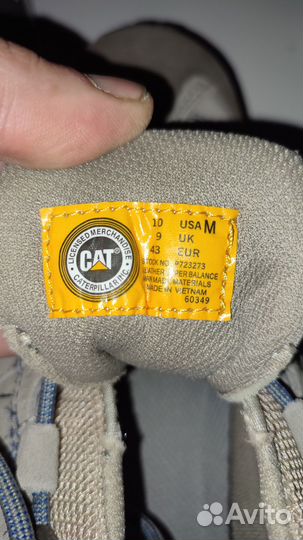 LICENSED MERCHANDISE
CAT
CATERPILLAR INC.
10 USA M
9 UK
43 EUR
STOCK NO. P723273
LEATHER UPPER BALANCE
MAN MADE MATERIALS
MADE IN VIETNAM
60349
Avito